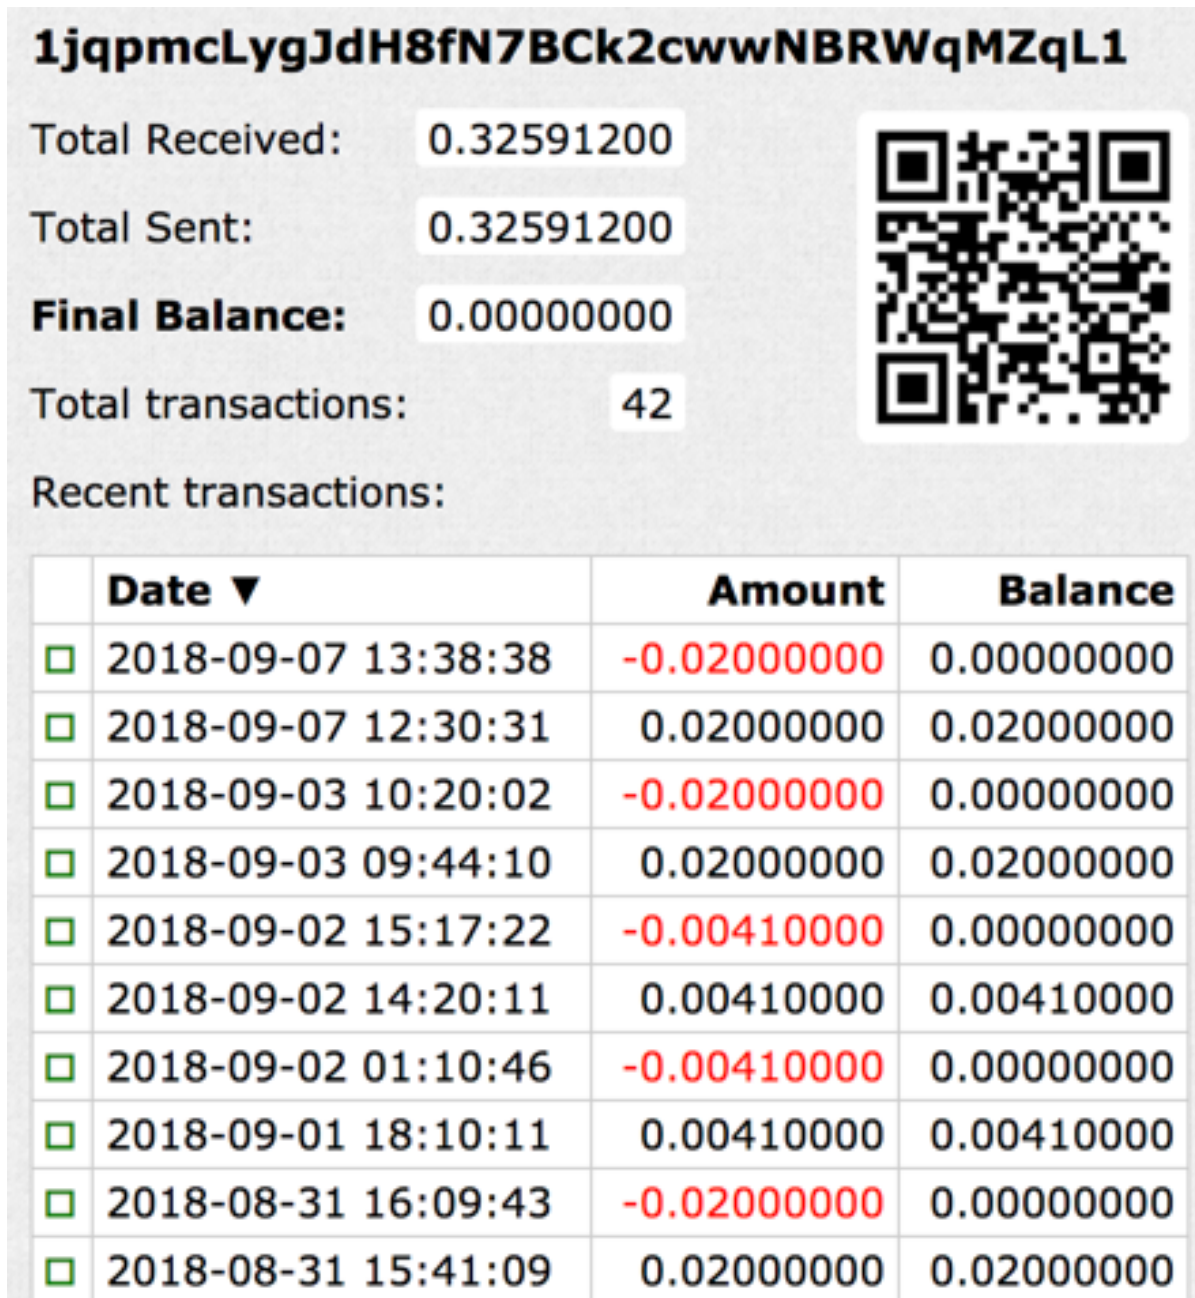 1jqpmcLygJdH8fN7BCk2cwwNBRWqMZqL1
Total Received: 0.32591200
Total Sent: 0.32591200
Final Balance: 0.00000000
Total transactions: 42
Recent transactions:
Date ▼ Amount Balance
2018-09-07 13:38:38 -0.02000000 0.00000000
2018-09-07 12:30:31 0.02000000 0.02000000
2018-09-03 10:20:02 -0.02000000 0.00000000
2018-09-03 09:44:10 0.02000000 0.02000000
2018-09-02 15:17:22 -0.00410000 0.00000000
2018-09-02 14:20:11 0.00410000 0.00410000
2018-09-02 01:10:46 -0.00410000 0.00000000
2018-09-01 18:10:11 0.00410000 0.00410000
2018-08-31 16:09:43 -0.02000000 0.00000000
2018-08-31 15:41:09 0.02000000 0.02000000